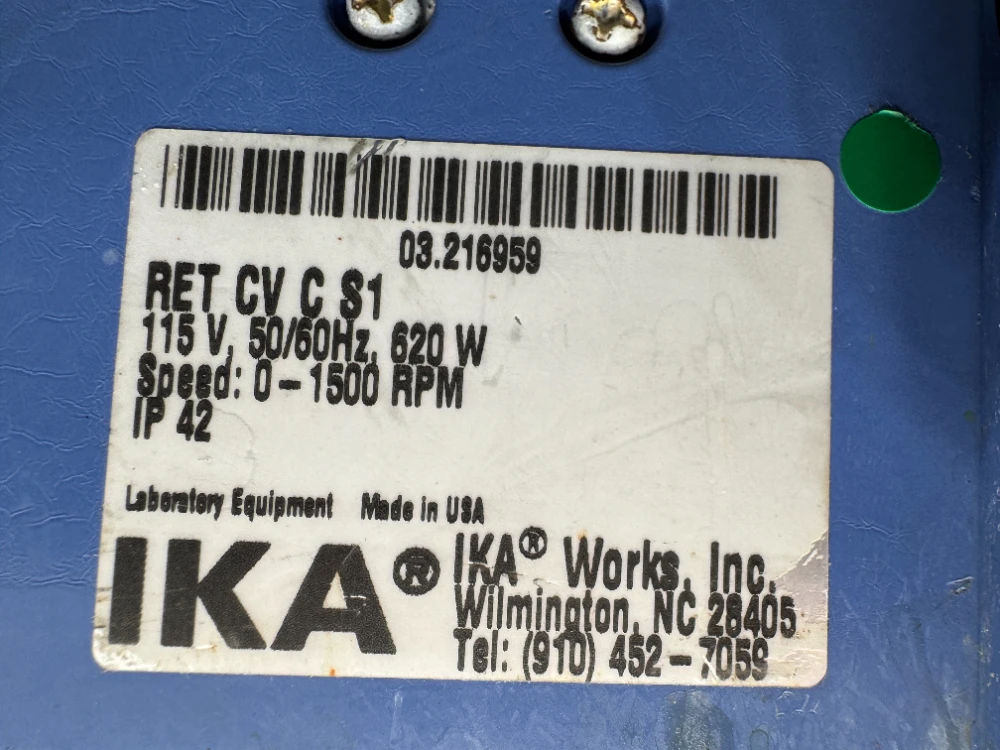 03.216959
RET CV C S1
115 V, 50/60Hz, 620 W
Speed: 0-1500 RPM
IP 42
Laboratory Equipment Made in USA
IKA®
IKA® Works, Inc.
Wilmington, NC 28405
Tel: (910) 452-7059